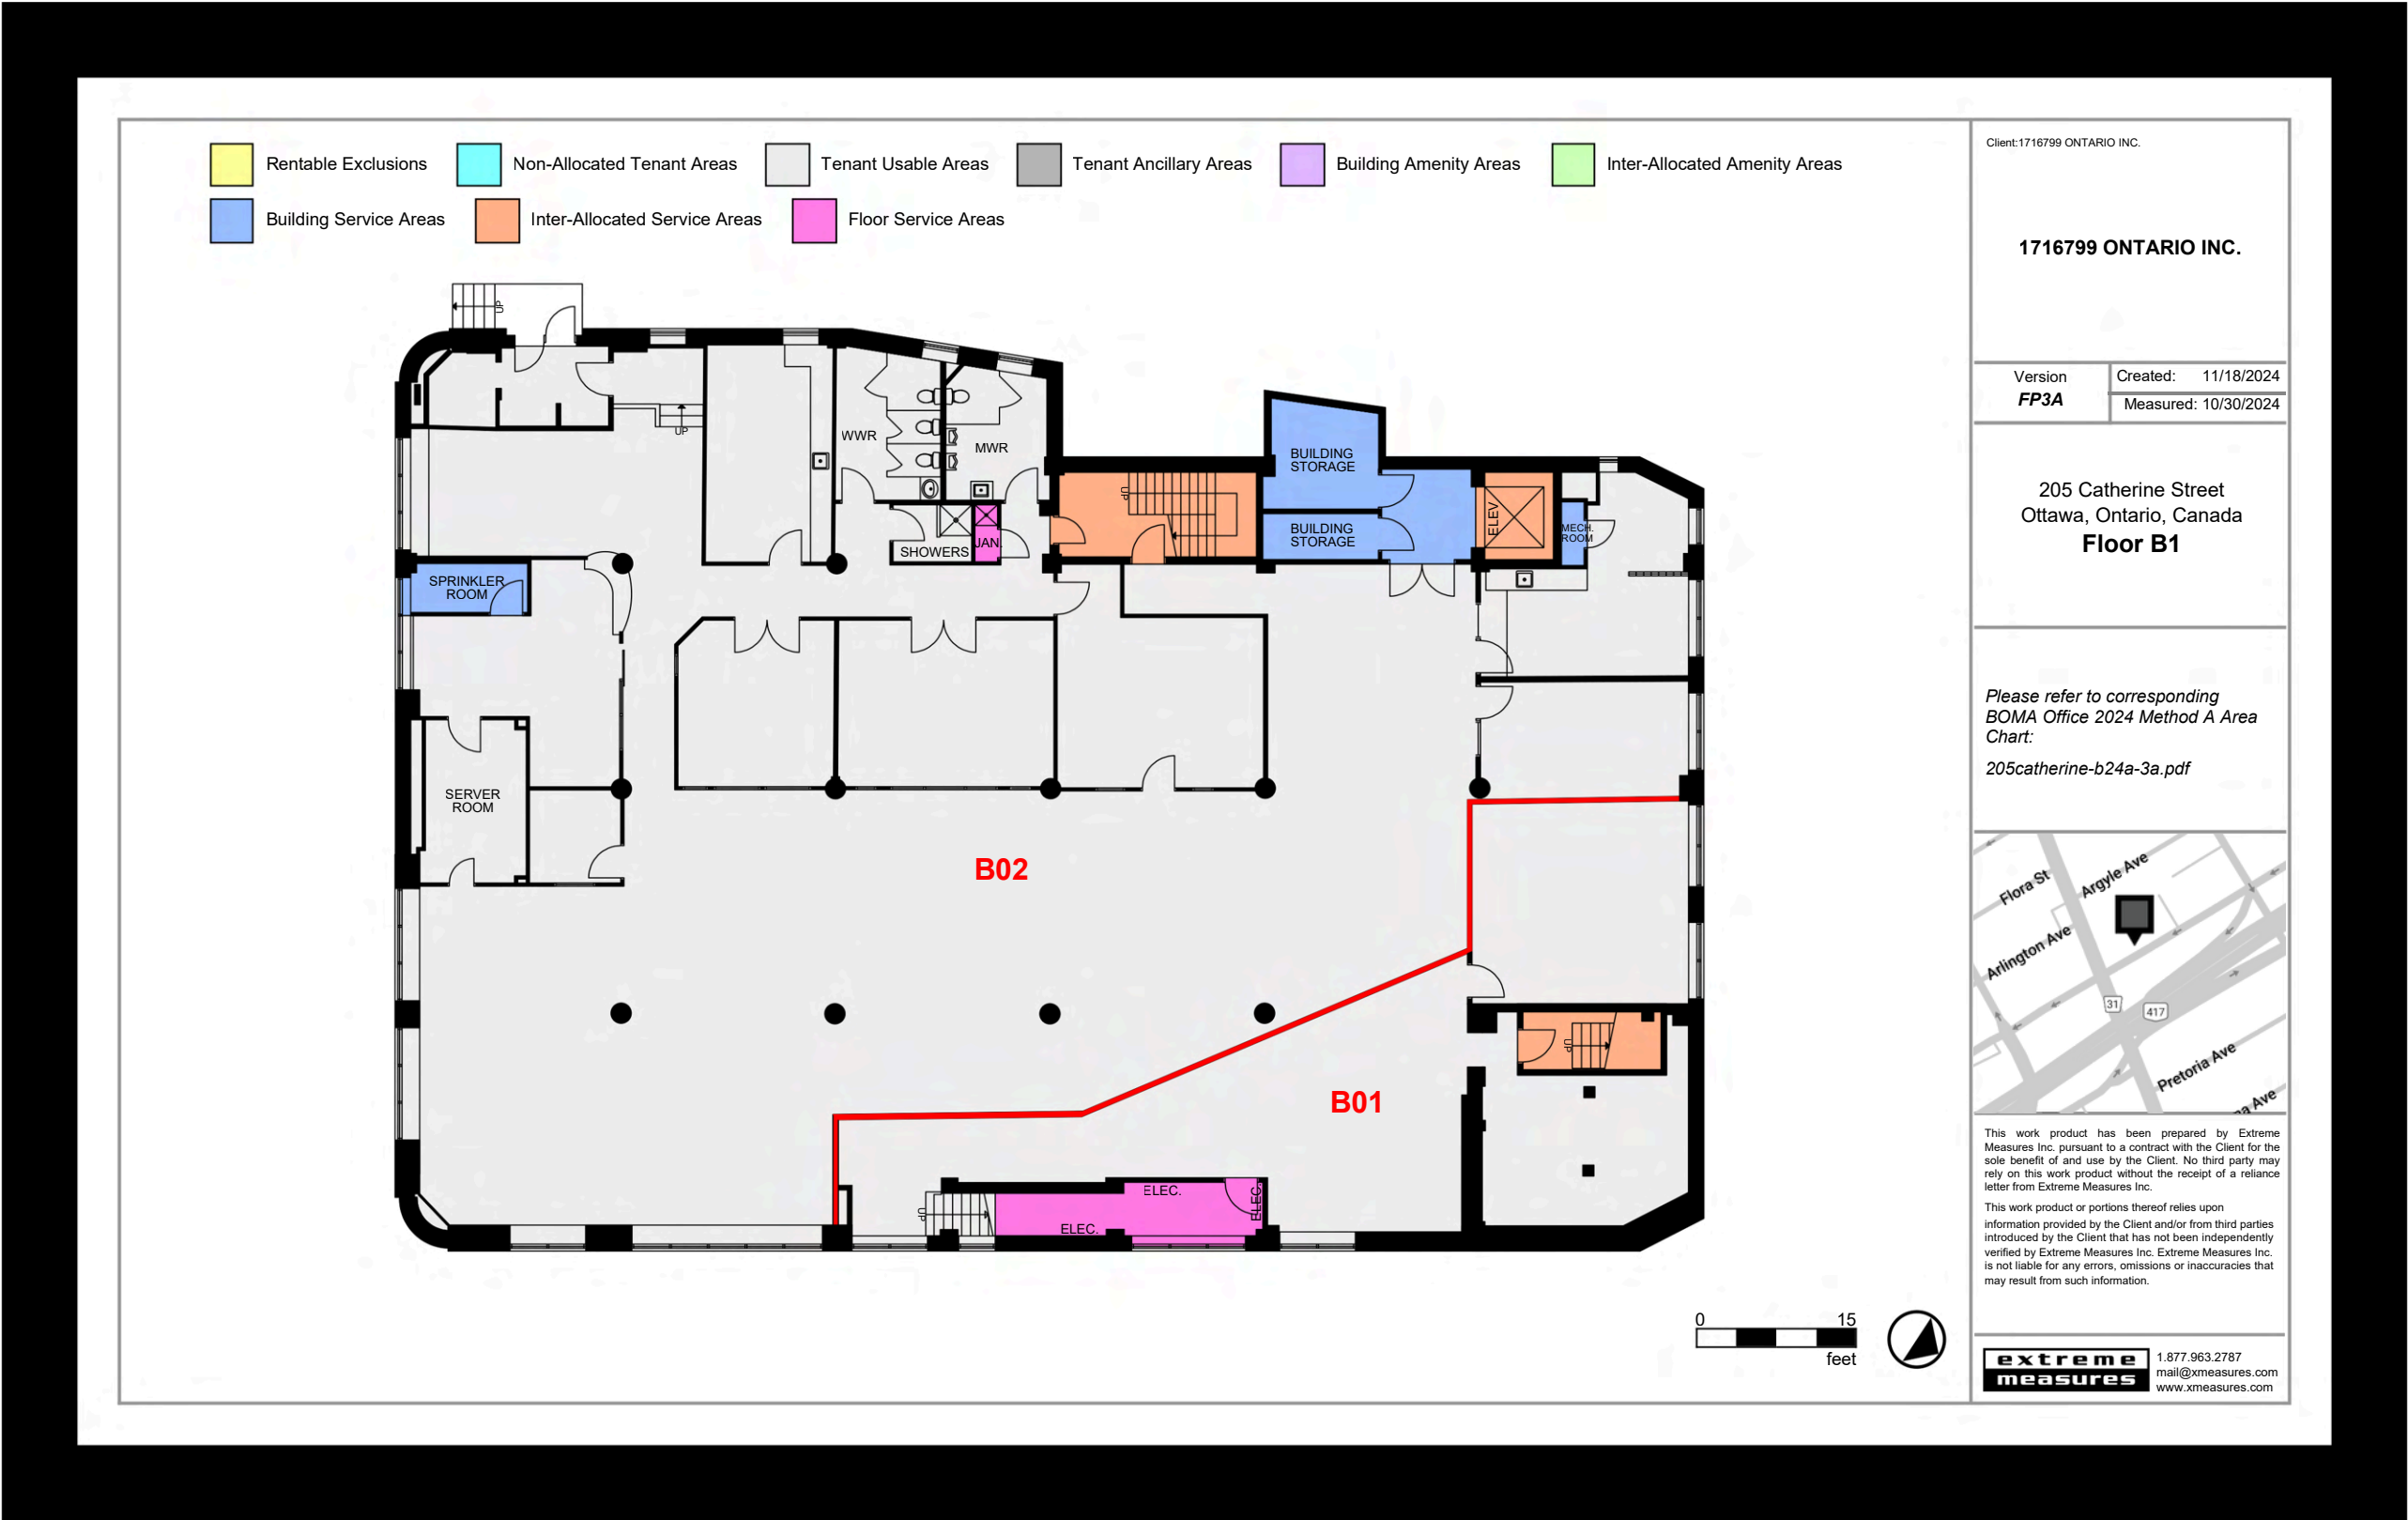 Rentable Exclusions
Non-Allocated Tenant Areas
Tenant Usable Areas
Tenant Ancillary Areas
Building Amenity Areas
Inter-Allocated Amenity Areas
Building Service Areas
Inter-Allocated Service Areas
Floor Service Areas
UP
UP
WWR
MWR
SHOWERS
JAN.
UP
BUILDING
STORAGE
BUILDING
STORAGE
ELEV
MECH.
ROOM
SPRINKLER
ROOM
SERVER
ROOM
B02
B01
UP
UP
ELEC.
ELEC.
ELEC.
0 15
feet
Client:1716799 ONTARIO INC.
1716799 ONTARIO INC.
Version
FP3A
Created: 11/18/2024
Measured: 10/30/2024
205 Catherine Street
Ottawa, Ontario, Canada
Floor B1
Please refer to corresponding
BOMA Office 2024 Method A Area
Chart:
205catherine-b24a-3a.pdf
Flora St
Argyle Ave
Arlington Ave
31
417
Pretoria Ave
na Ave
This work product has been prepared by Extreme
Measures Inc. pursuant to a contract with the Client for the
sole benefit of and use by the Client. No third party may
rely on this work product without the receipt of a reliance
letter from Extreme Measures Inc.
This work product or portions thereof relies upon
information provided by the Client and/or from third parties
introduced by the Client that has not been independently
verified by Extreme Measures Inc. Extreme Measures Inc.
is not liable for any errors, omissions or inaccuracies that
may result from such information.
extreme
measures
1.877.963.2787
mail@xmeasures.com
www.xmeasures.com